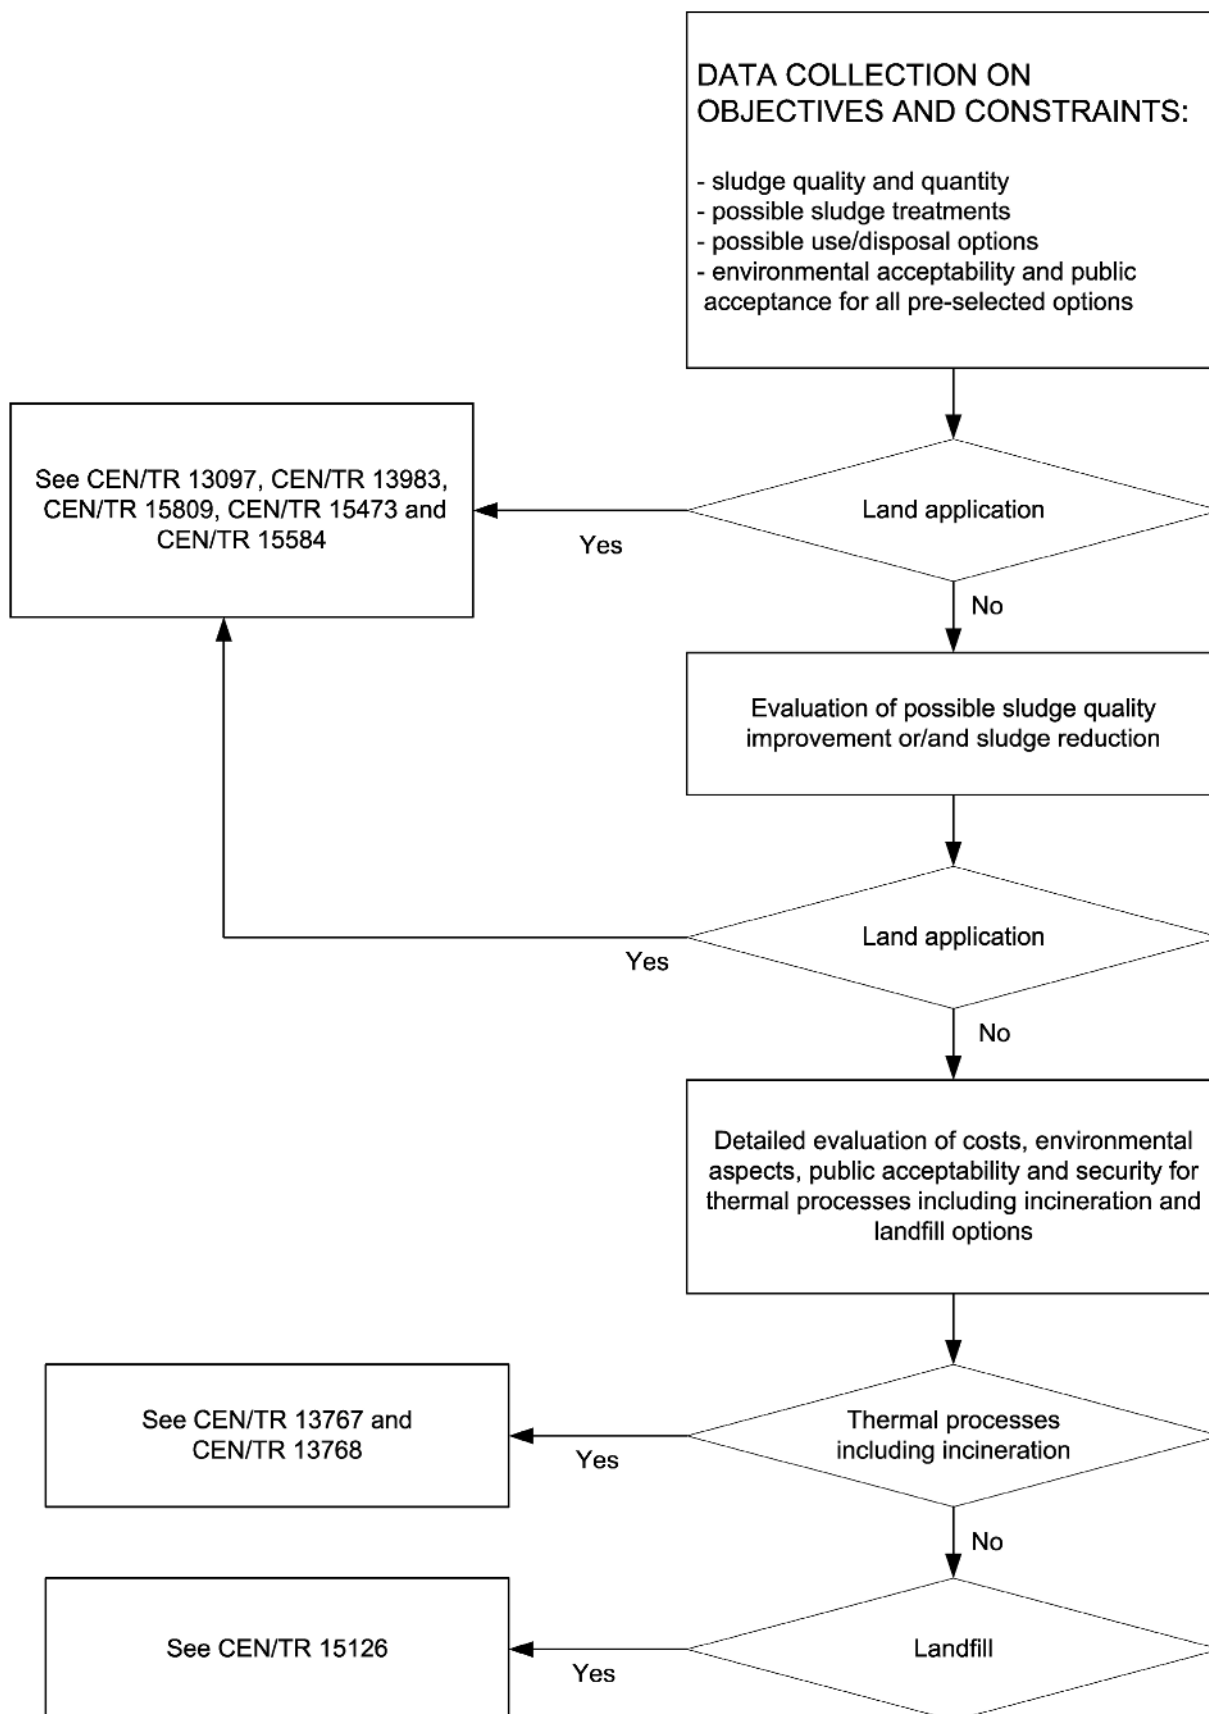 DATA COLLECTION ON
OBJECTIVES AND CONSTRAINTS:
- sludge quality and quantity
- possible sludge treatments
- possible use/disposal options
- environmental acceptability and public
acceptance for all pre-selected options
See CEN/TR 13097, CEN/TR 13983,
CEN/TR 15809, CEN/TR 15473 and
CEN/TR 15584
Yes
Land application
No
Evaluation of possible sludge quality
improvement or/and sludge reduction
Land application
Yes
No
Detailed evaluation of costs, environmental
aspects, public acceptability and security for
thermal processes including incineration and
landfill options
See CEN/TR 13767 and
CEN/TR 13768
Yes
Thermal processes
including incineration
No
See CEN/TR 15126
Yes
Landfill